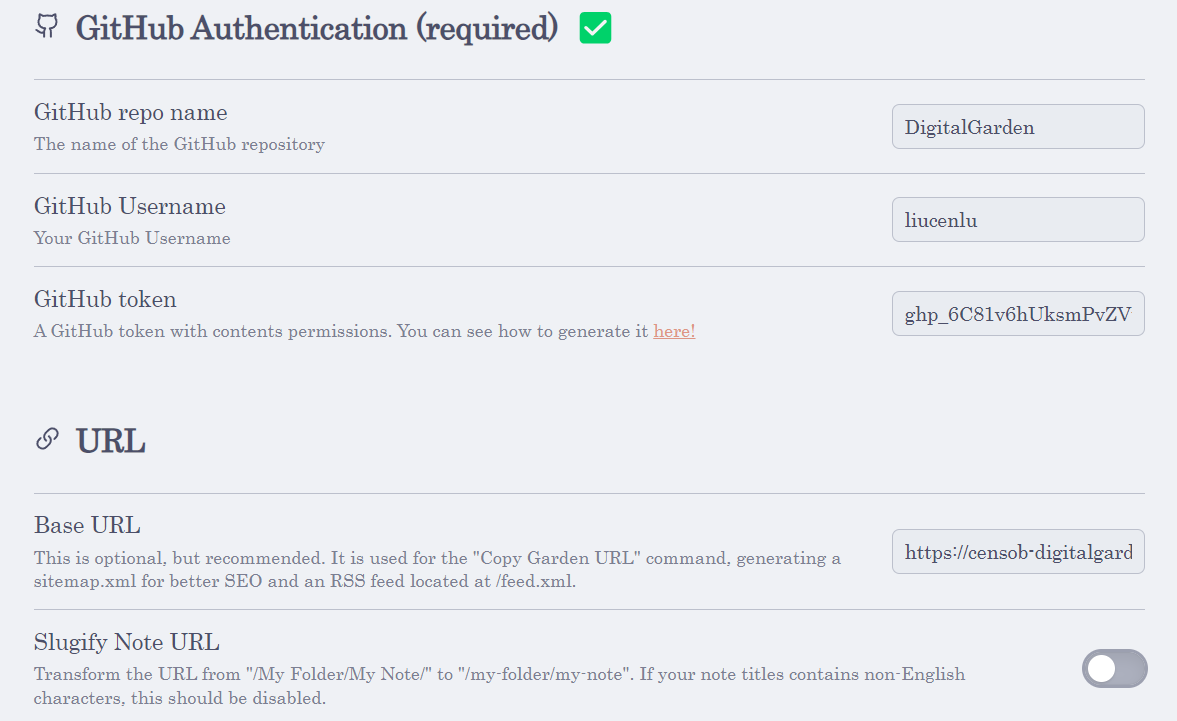 GitHub Authentication (required)
GitHub repo name
The name of the GitHub repository
DigitalGarden
GitHub Username
Your GitHub Username
liucenlu
GitHub token
A GitHub token with contents permissions. You can see how to generate it here!
ghp_6C81v6hUksmPvZV
URL
Base URL
This is optional, but recommended. It is used for the "Copy Garden URL" command, generating a
sitemap.xml for better SEO and an RSS feed located at /feed.xml.
https://censob-digitalgard
Slugify Note URL
Transform the URL from "/My Folder/My Note/" to "/my-folder/my-note". If your note titles contains non-English
characters, this should be disabled.